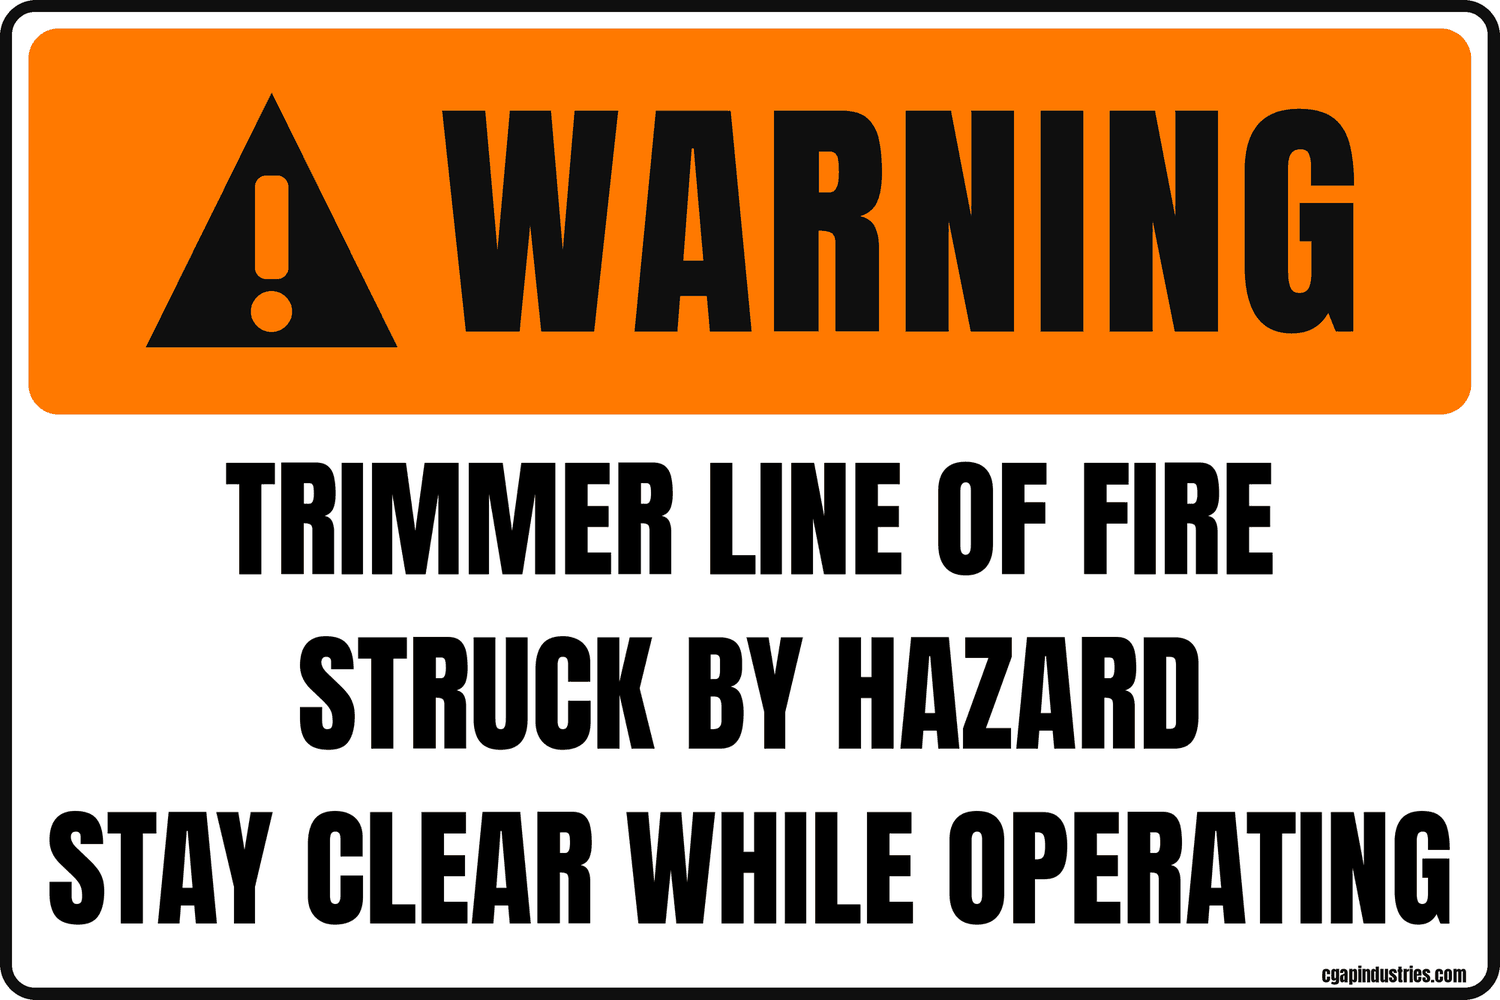 WARNING
TRIMMER LINE OF FIRE
STRUCK BY HAZARD
STAY CLEAR WHILE OPERATING
cgapindustries.com